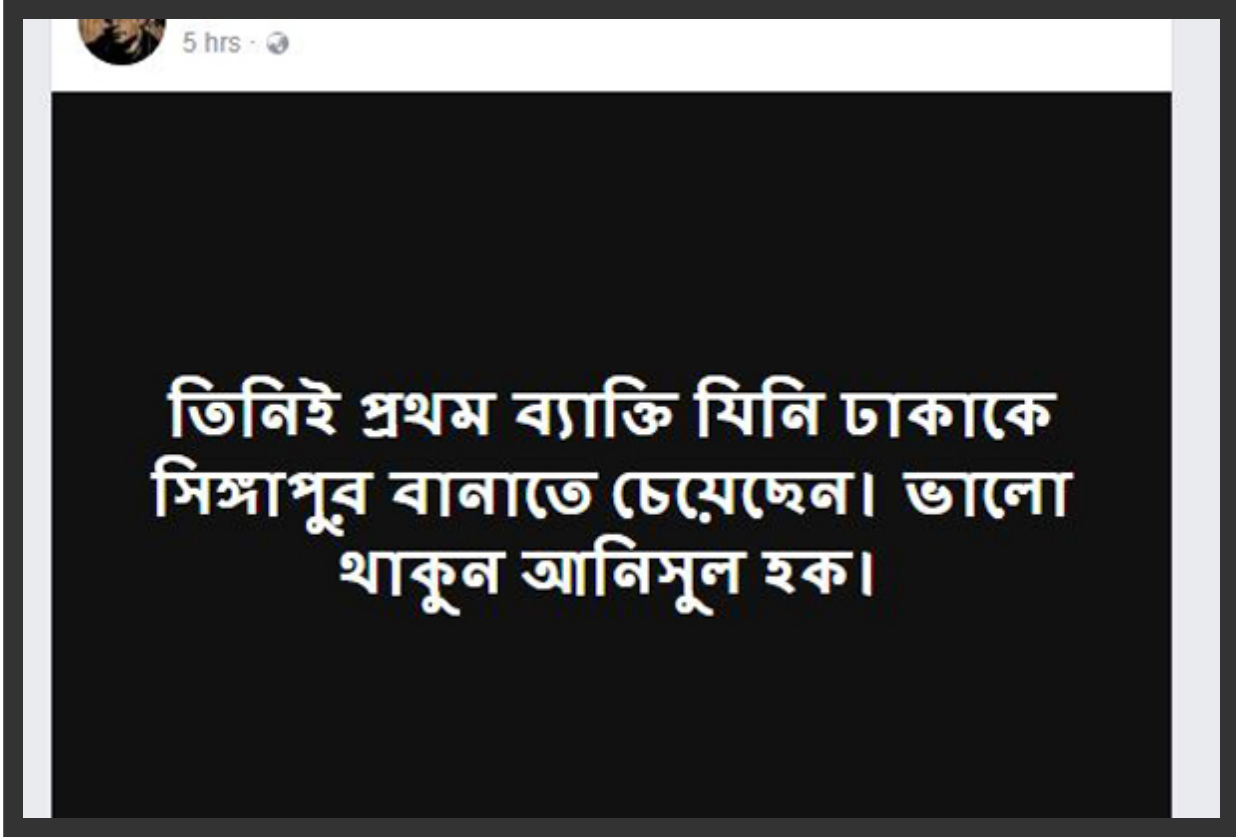 5 hrs ·
তিনিই প্রথম ব্যাক্তি যিনি ঢাকাকে
সিঙ্গাপুর বানাতে চেয়েছেন। ভালো
থাকুন আনিসুল হক।